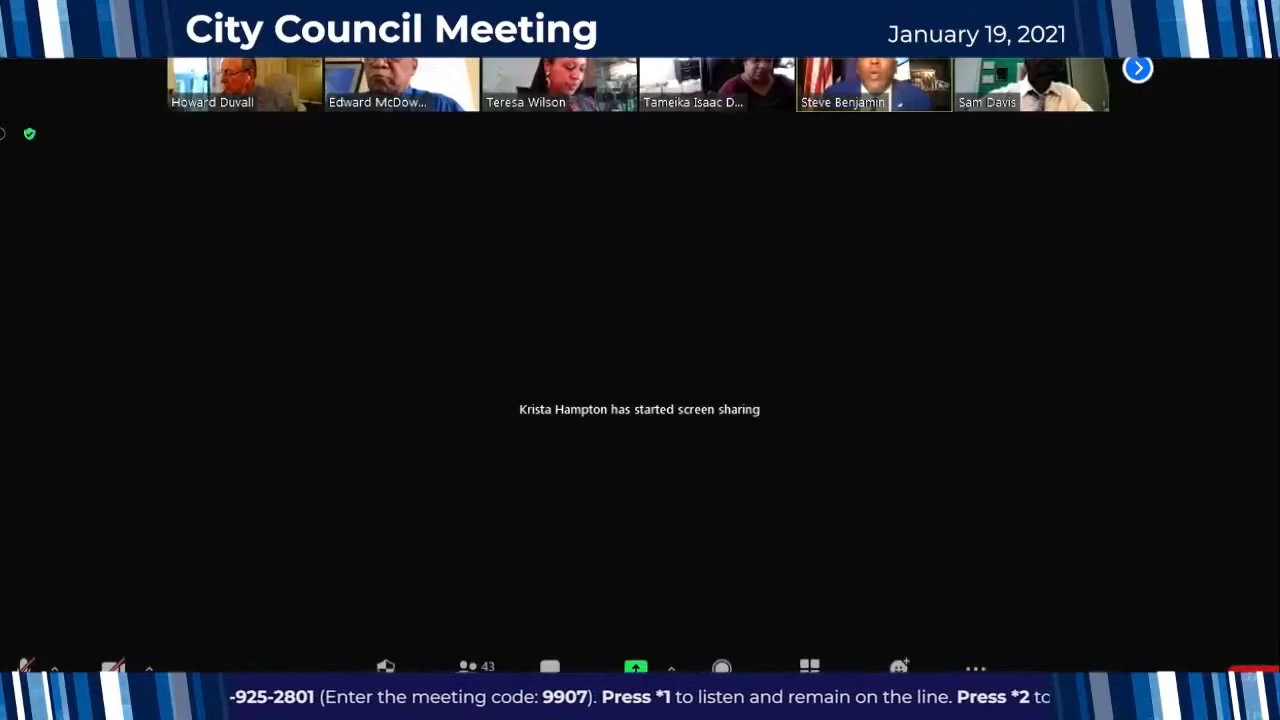 City Council Meeting
January 19, 2021
Howard Duvall
Edward McDow...
Teresa Wilson
Tameika Isaac D...
Steve Benjamin
Sam Davis
Krista Hampton has started screen sharing
43
-925-2801 (Enter the meeting code: 9907). Press *1 to listen and remain on the line. Press *2 to